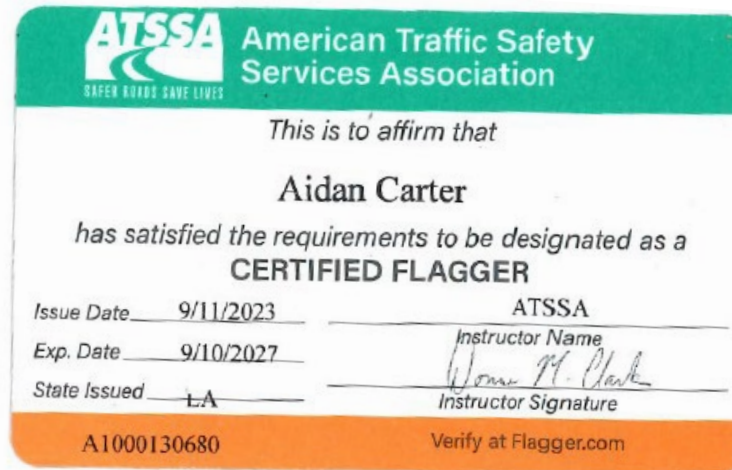 ATSSA
SAFER ROADS SAVE LIVES
American Traffic Safety
Services Association
This is to affirm that
Aidan Carter
has satisfied the requirements to be designated as a
CERTIFIED FLAGGER
Issue Date 9/11/2023
ATSSA
Instructor Name
Exp. Date 9/10/2027
Donna M. Clark
State Issued LA
Instructor Signature
A1000130680
Verify at Flagger.com